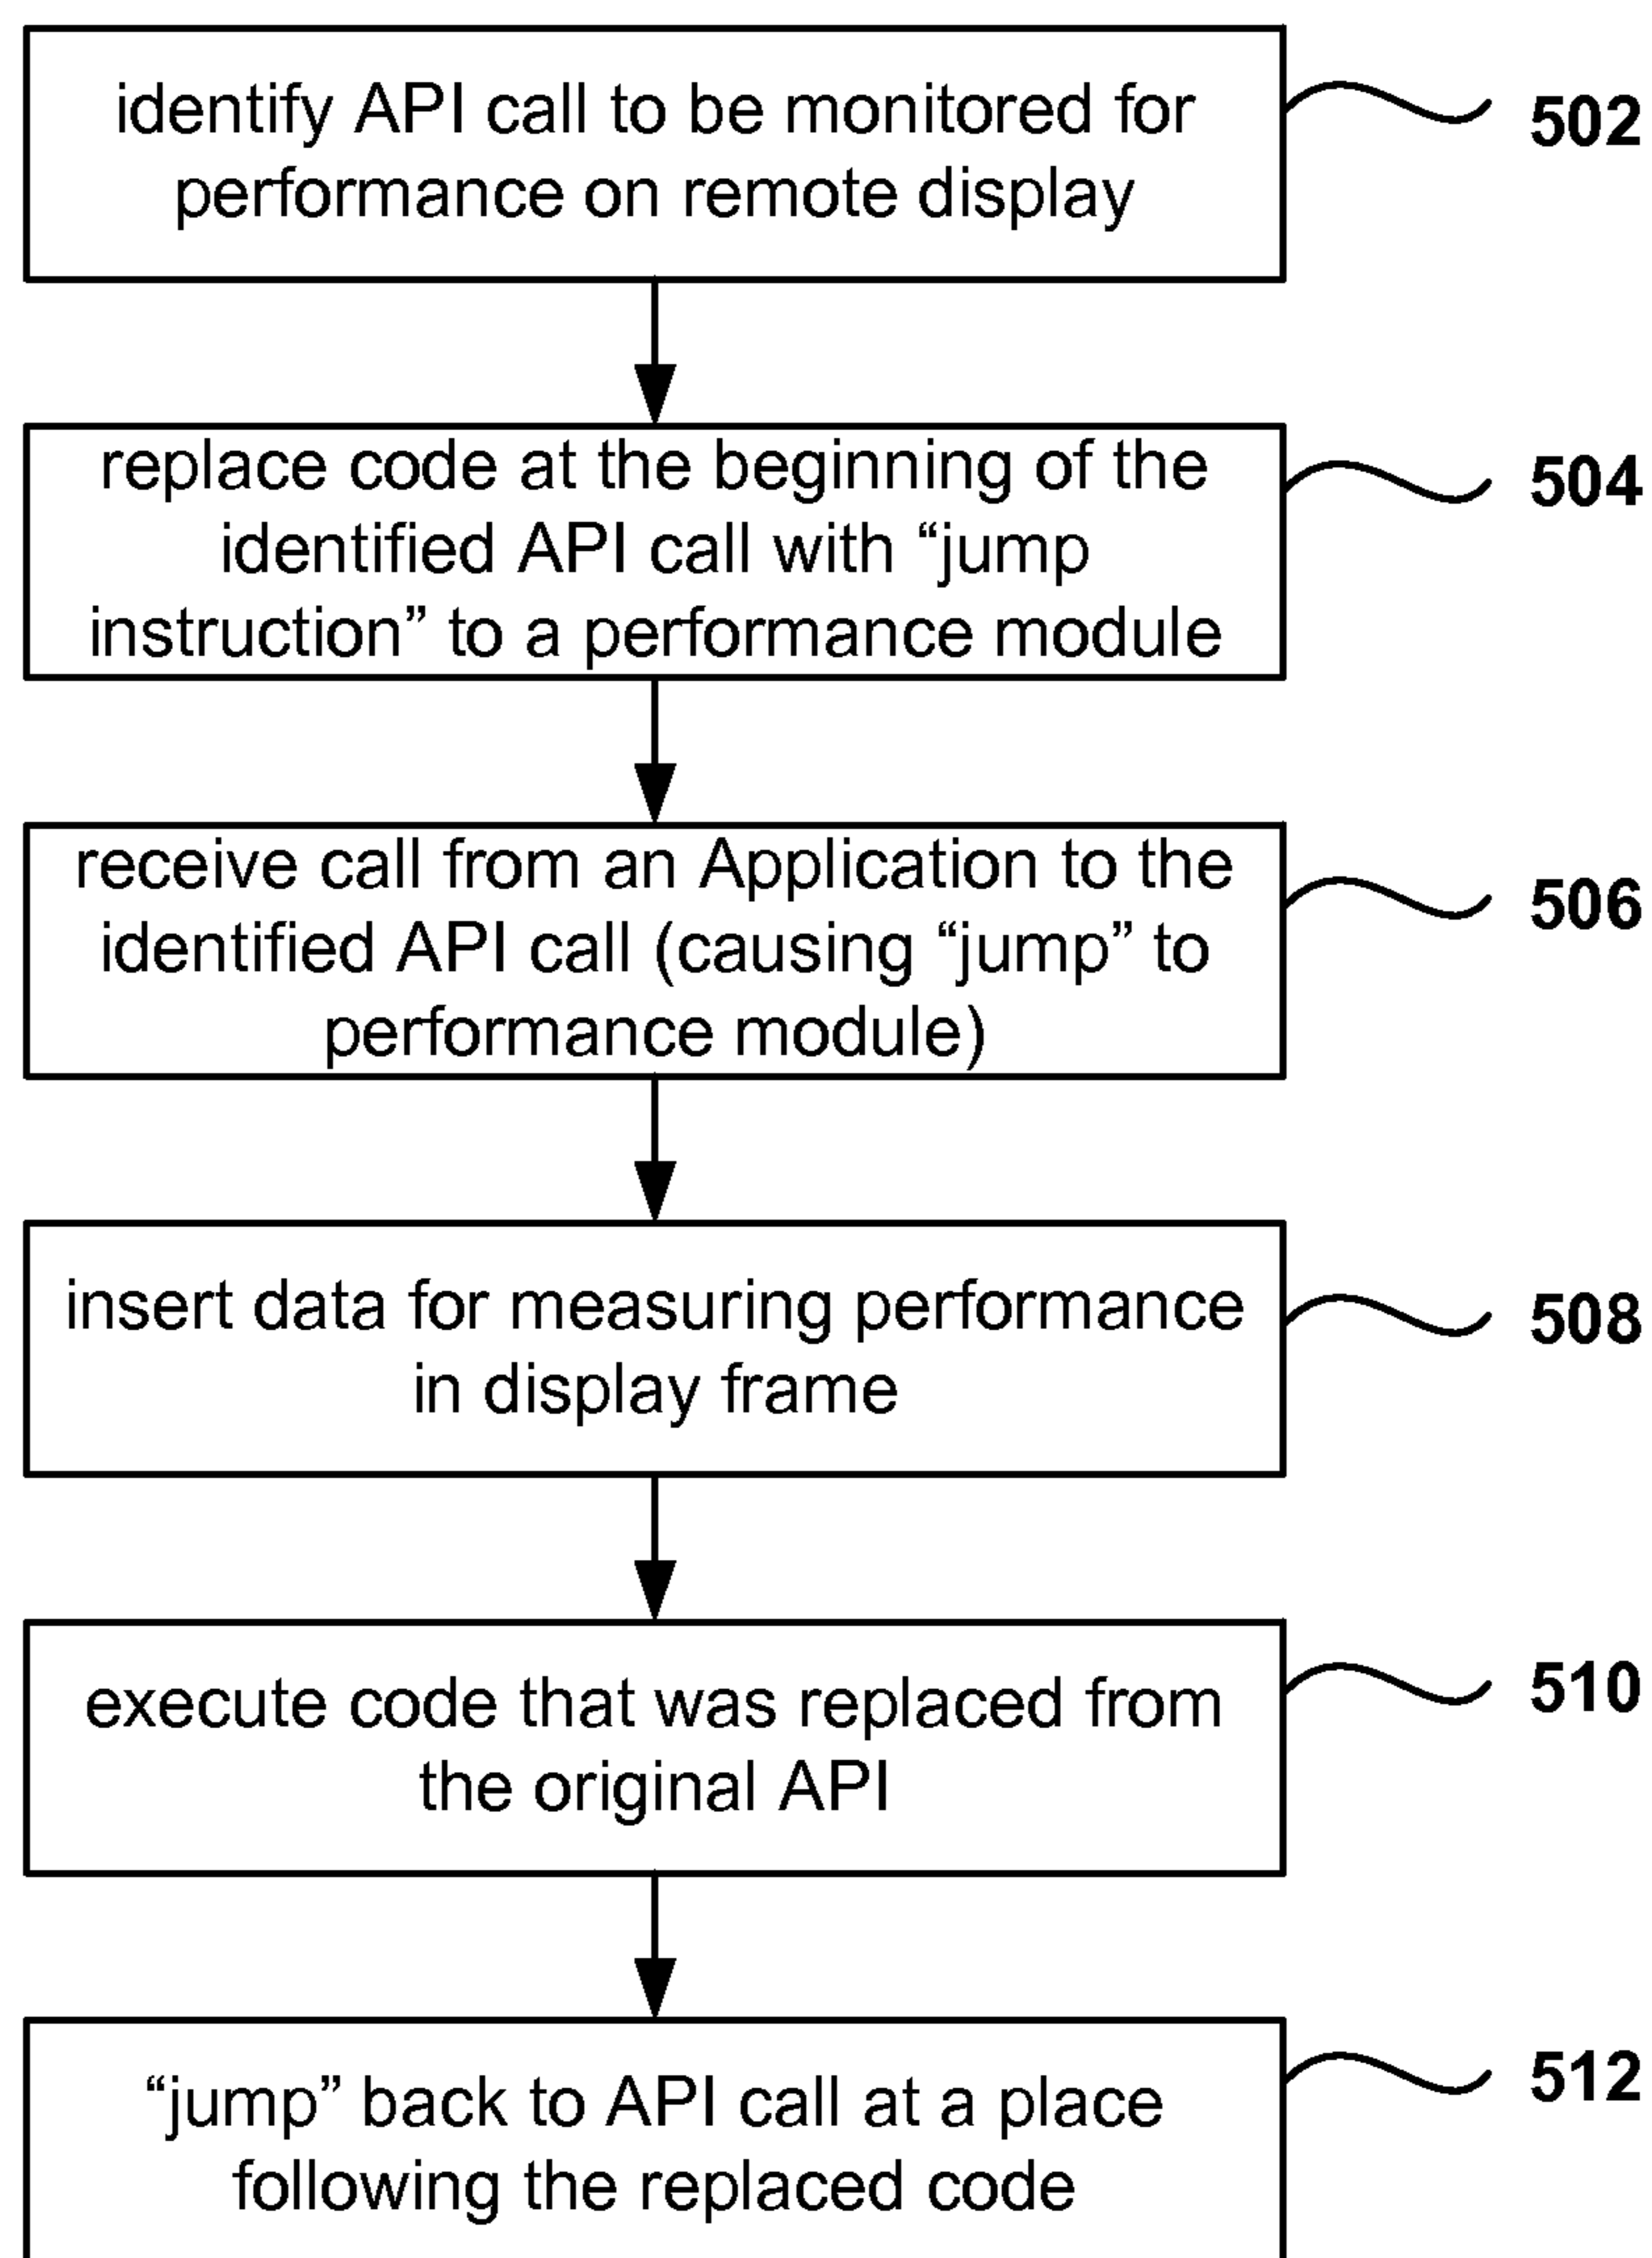 identify API call to be monitored for
performance on remote display
502
replace code at the beginning of the
identified API call with “jump
instruction” to a performance module
504
receive call from an Application to the
identified API call (causing “jump” to
performance module)
506
insert data for measuring performance
in display frame
508
execute code that was replaced from
the original API
510
“jump” back to API call at a place
following the replaced code
512